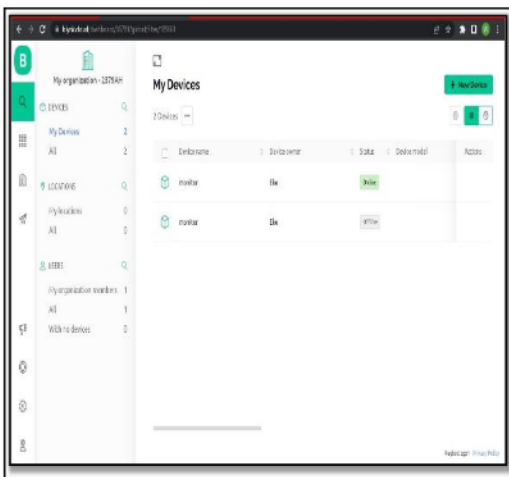 B
My organization - 2379AH
DEVICES
My Devices 2
All 2
LOCATIONS
My locations 0
All 0
USERS
My organization members 1
All 1
With no devices 0
My Devices
+ New Device
2 Devices
Device name Device owner Status Device model Actions
monitor Online
monitor Offline
Privacy Policy